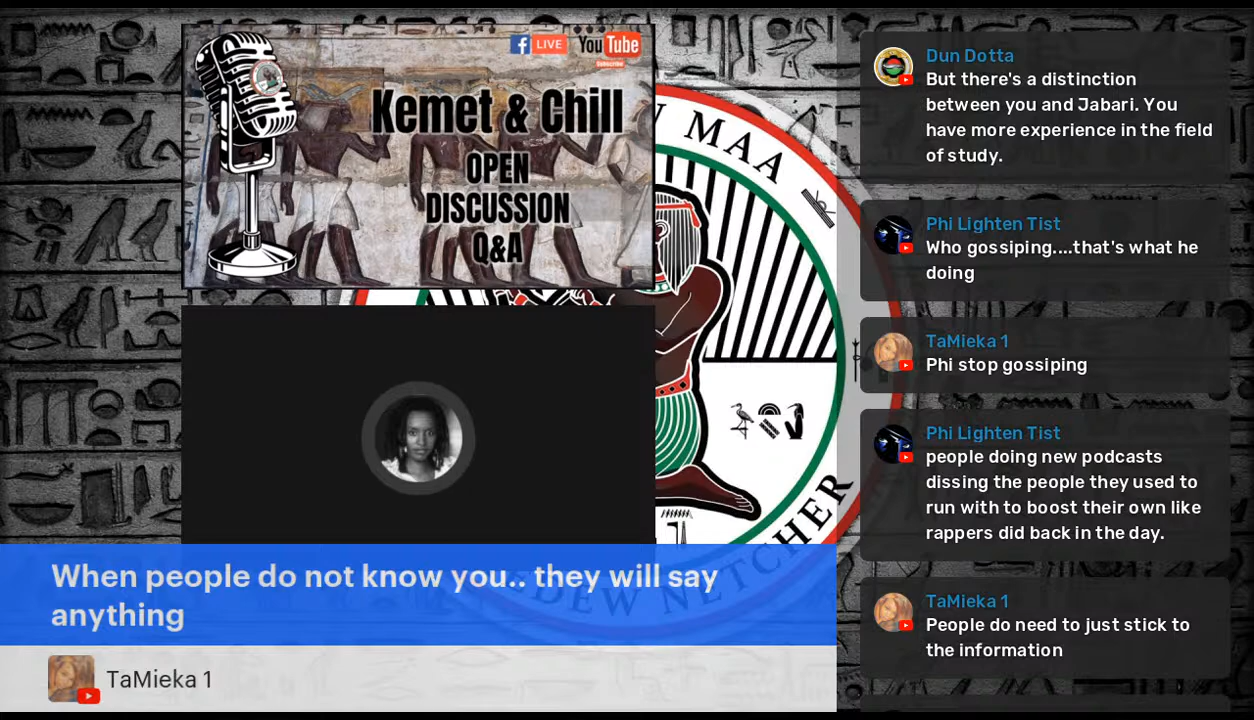 f LIVE YouTube
Subscribe
Kemet & Chill
OPEN
DISCUSSION
Q&A
MAA
NETCHER
DEW NETCHER
When people do not know you.. they will say
anything
TaMieka 1
Dun Dotta
But there's a distinction
between you and Jabari. You
have more experience in the field
of study.
Phi Lighten Tist
Who gossiping....that's what he
doing
TaMieka 1
Phi stop gossiping
Phi Lighten Tist
people doing new podcasts
dissing the people they used to
run with to boost their own like
rappers did back in the day.
TaMieka 1
People do need to just stick to
the information